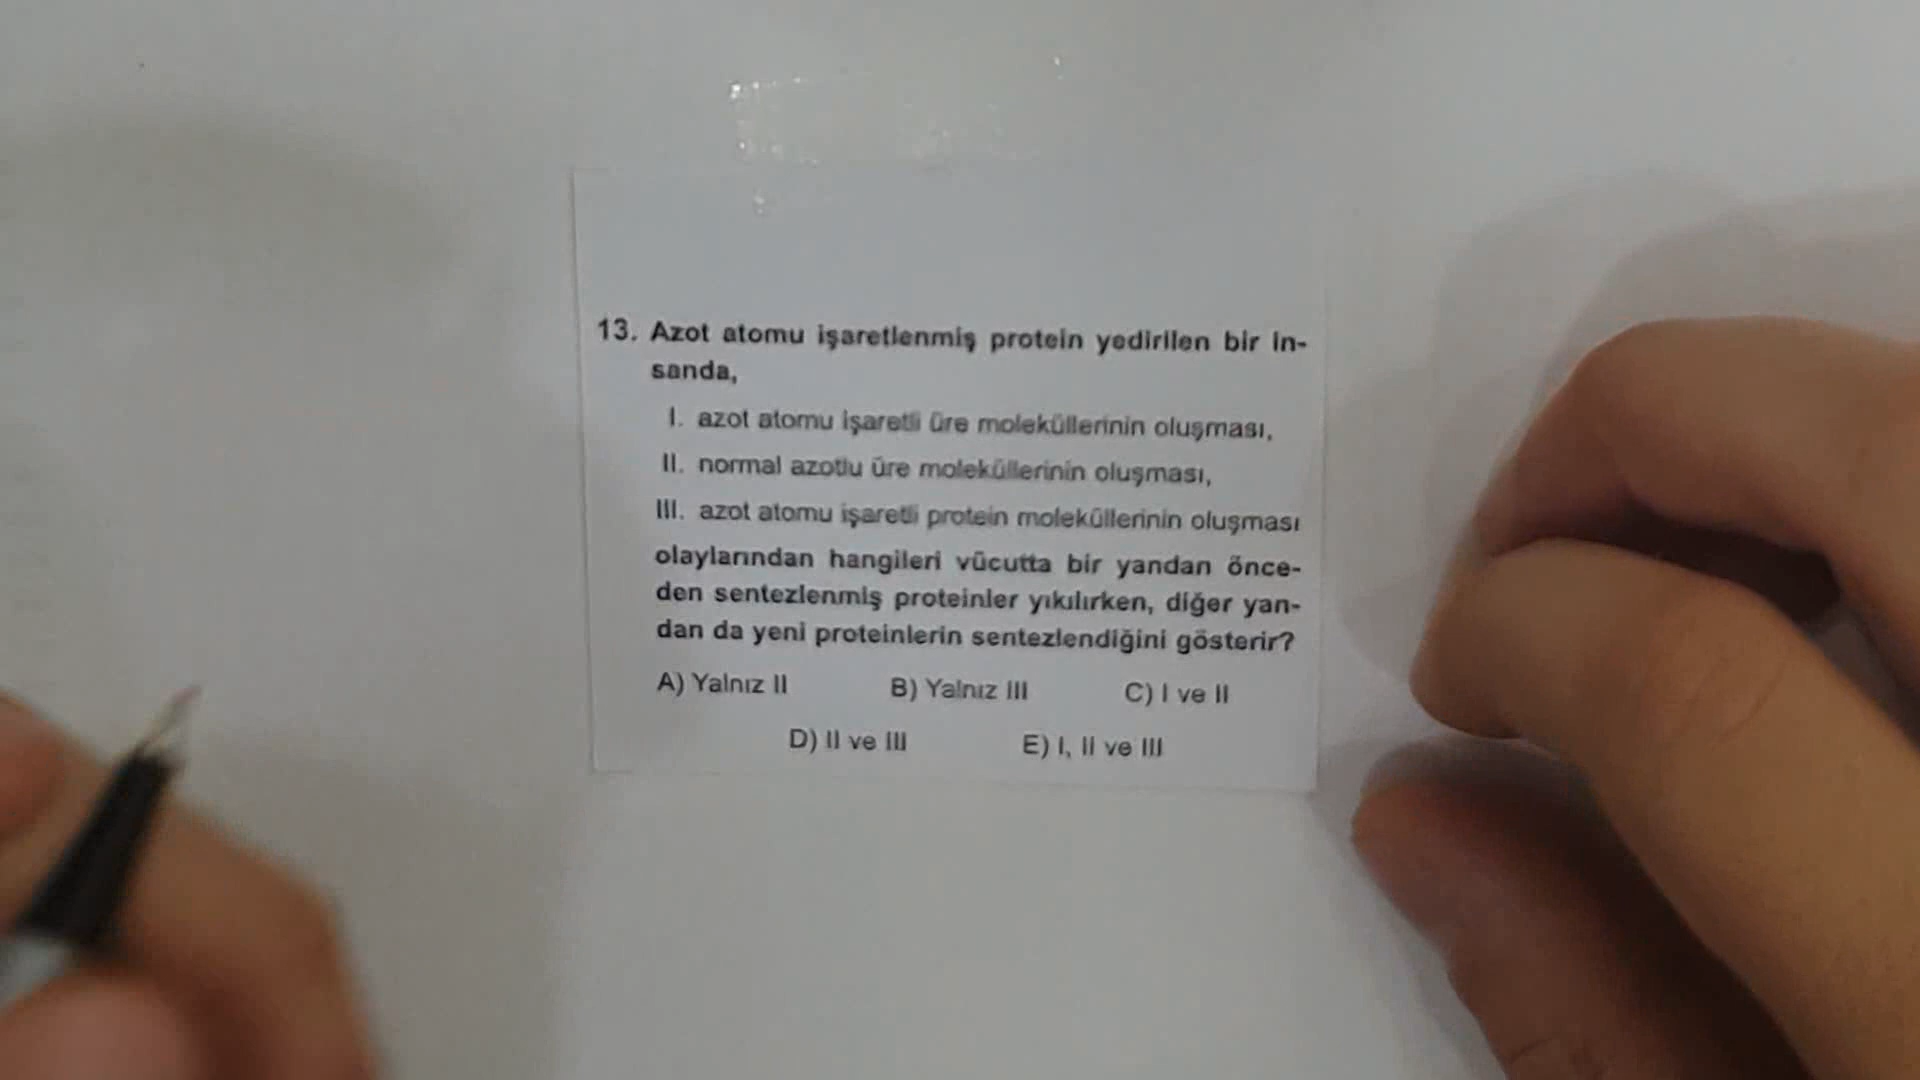 13. Azot atomu işaretlenmiş protein yedirilen bir in-
sanda,
I. azot atomu işaretli üre moleküllerinin oluşması,
II. normal azotlu üre moleküllerinin oluşması,
III. azot atomu işaretli protein moleküllerinin oluşması
olaylarından hangileri vücutta bir yandan önce-
den sentezlenmiş proteinler yıkılırken, diğer yan-
dan da yeni proteinlerin sentezlendiğini gösterir?
A) Yalnız II B) Yalnız III C) I ve II
D) II ve III E) I, II ve III